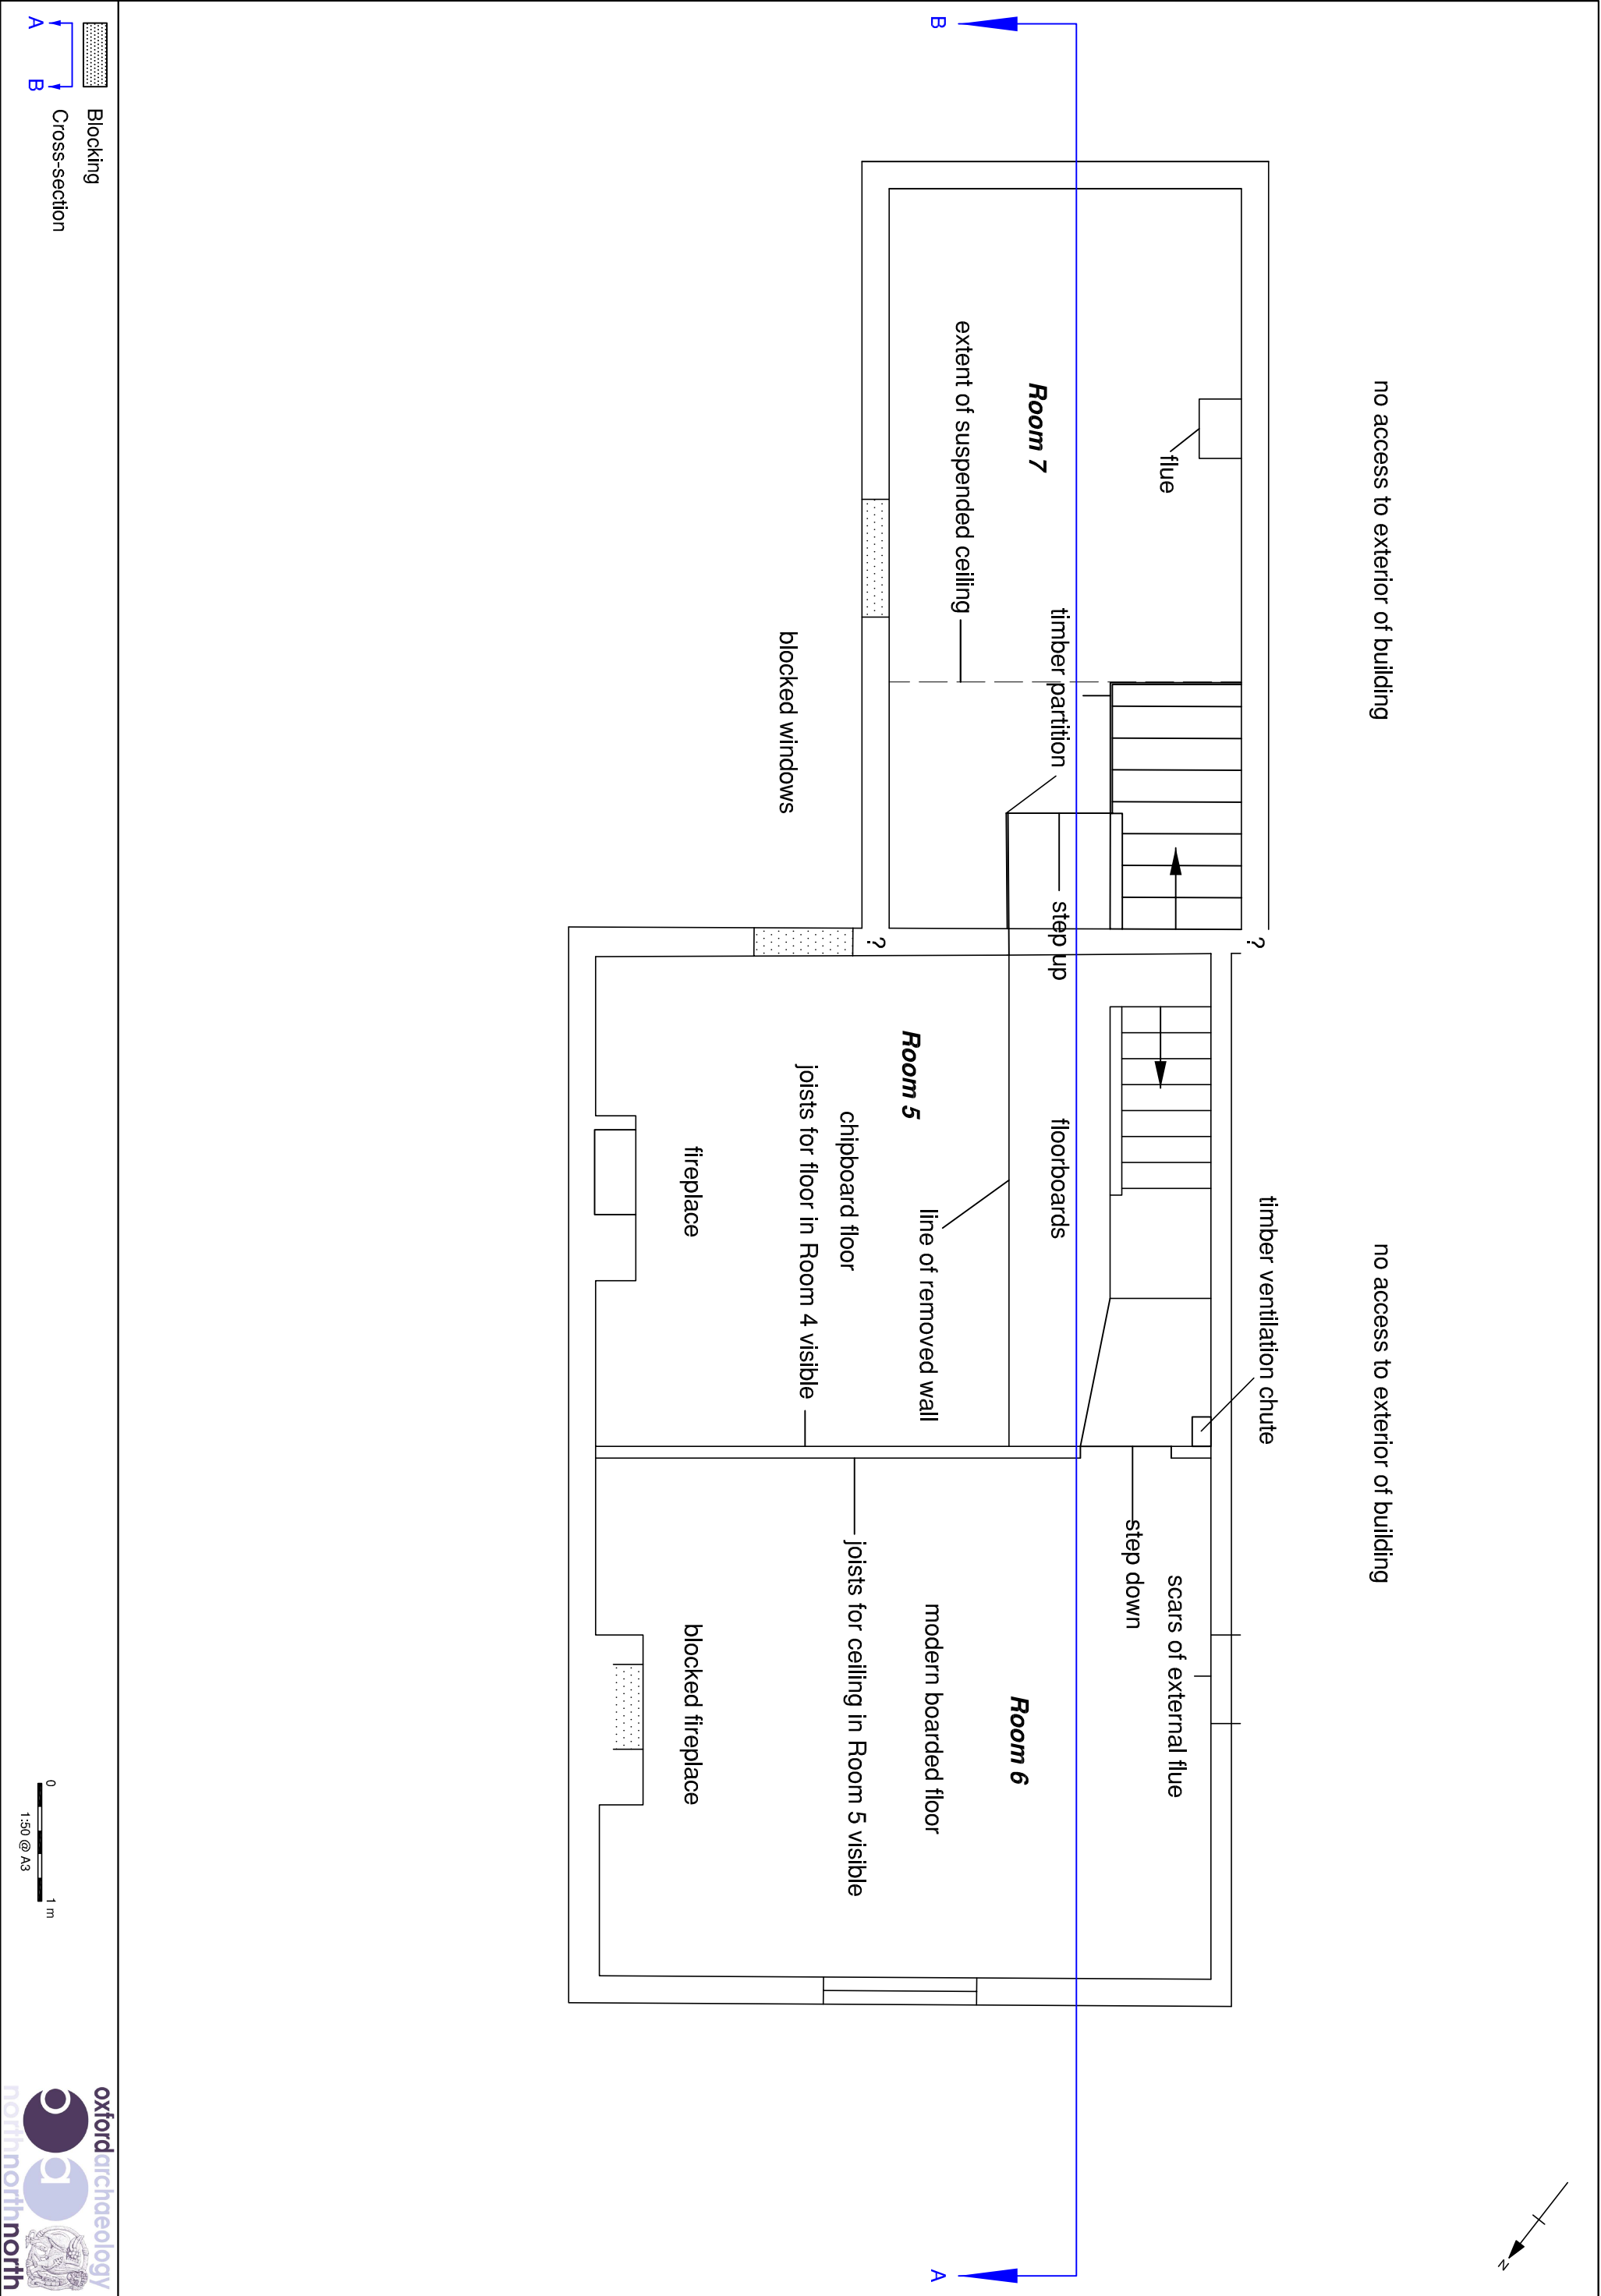 no access to exterior of building
no access to exterior of building
timber ventilation chute
?
flue
scars of external flue
step down
timber partition
step up
floorboards
Room 7
Room 6
extent of suspended ceiling
line of removed wall
modern boarded floor
Room 5
?
chipboard floor
joists for ceiling in Room 5 visible
joists for floor in Room 4 visible
blocked windows
fireplace
blocked fireplace
B
A
N
Blocking
A B Cross-section
0 1 m
1:50 @ A3
oxfordarchaeology
oa
northnorthnorth